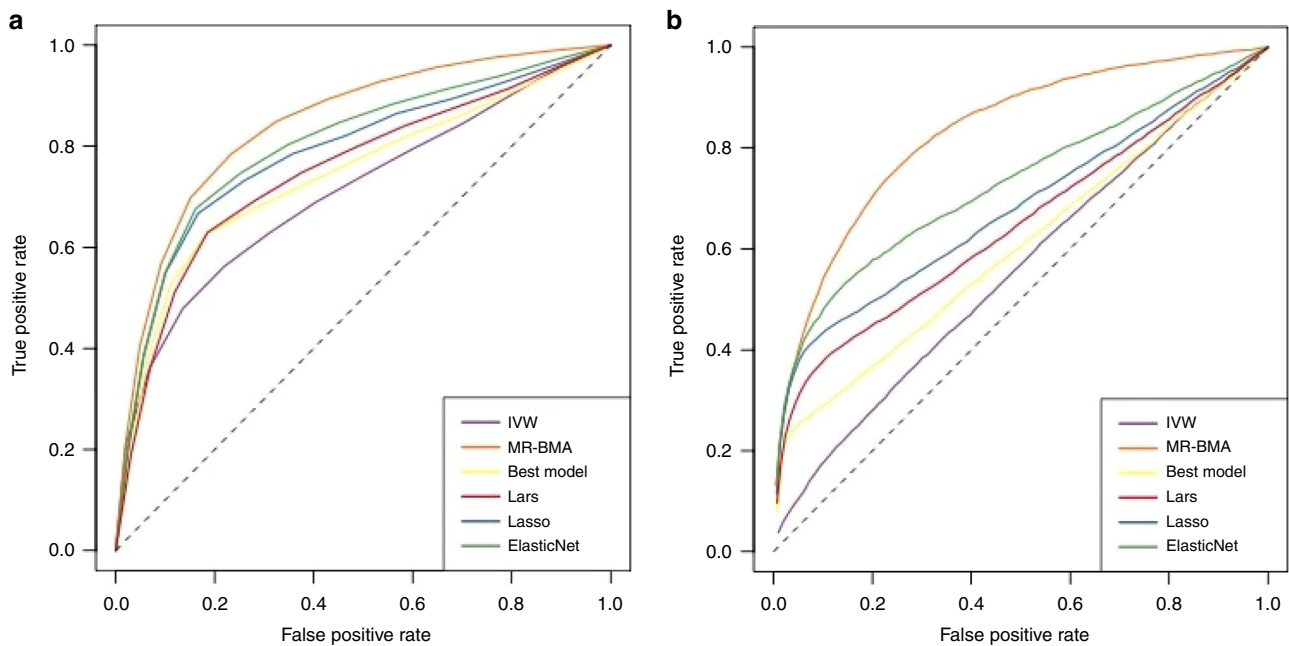 a
1.0
0.8
0.6
0.4
0.2
0.0
True positive rate
0.0 0.2 0.4 0.6 0.8 1.0
False positive rate
IVW
MR-BMA
Best model
Lars
Lasso
ElasticNet
b
1.0
0.8
0.6
0.4
0.2
0.0
True positive rate
0.0 0.2 0.4 0.6 0.8 1.0
False positive rate
IVW
MR-BMA
Best model
Lars
Lasso
ElasticNet